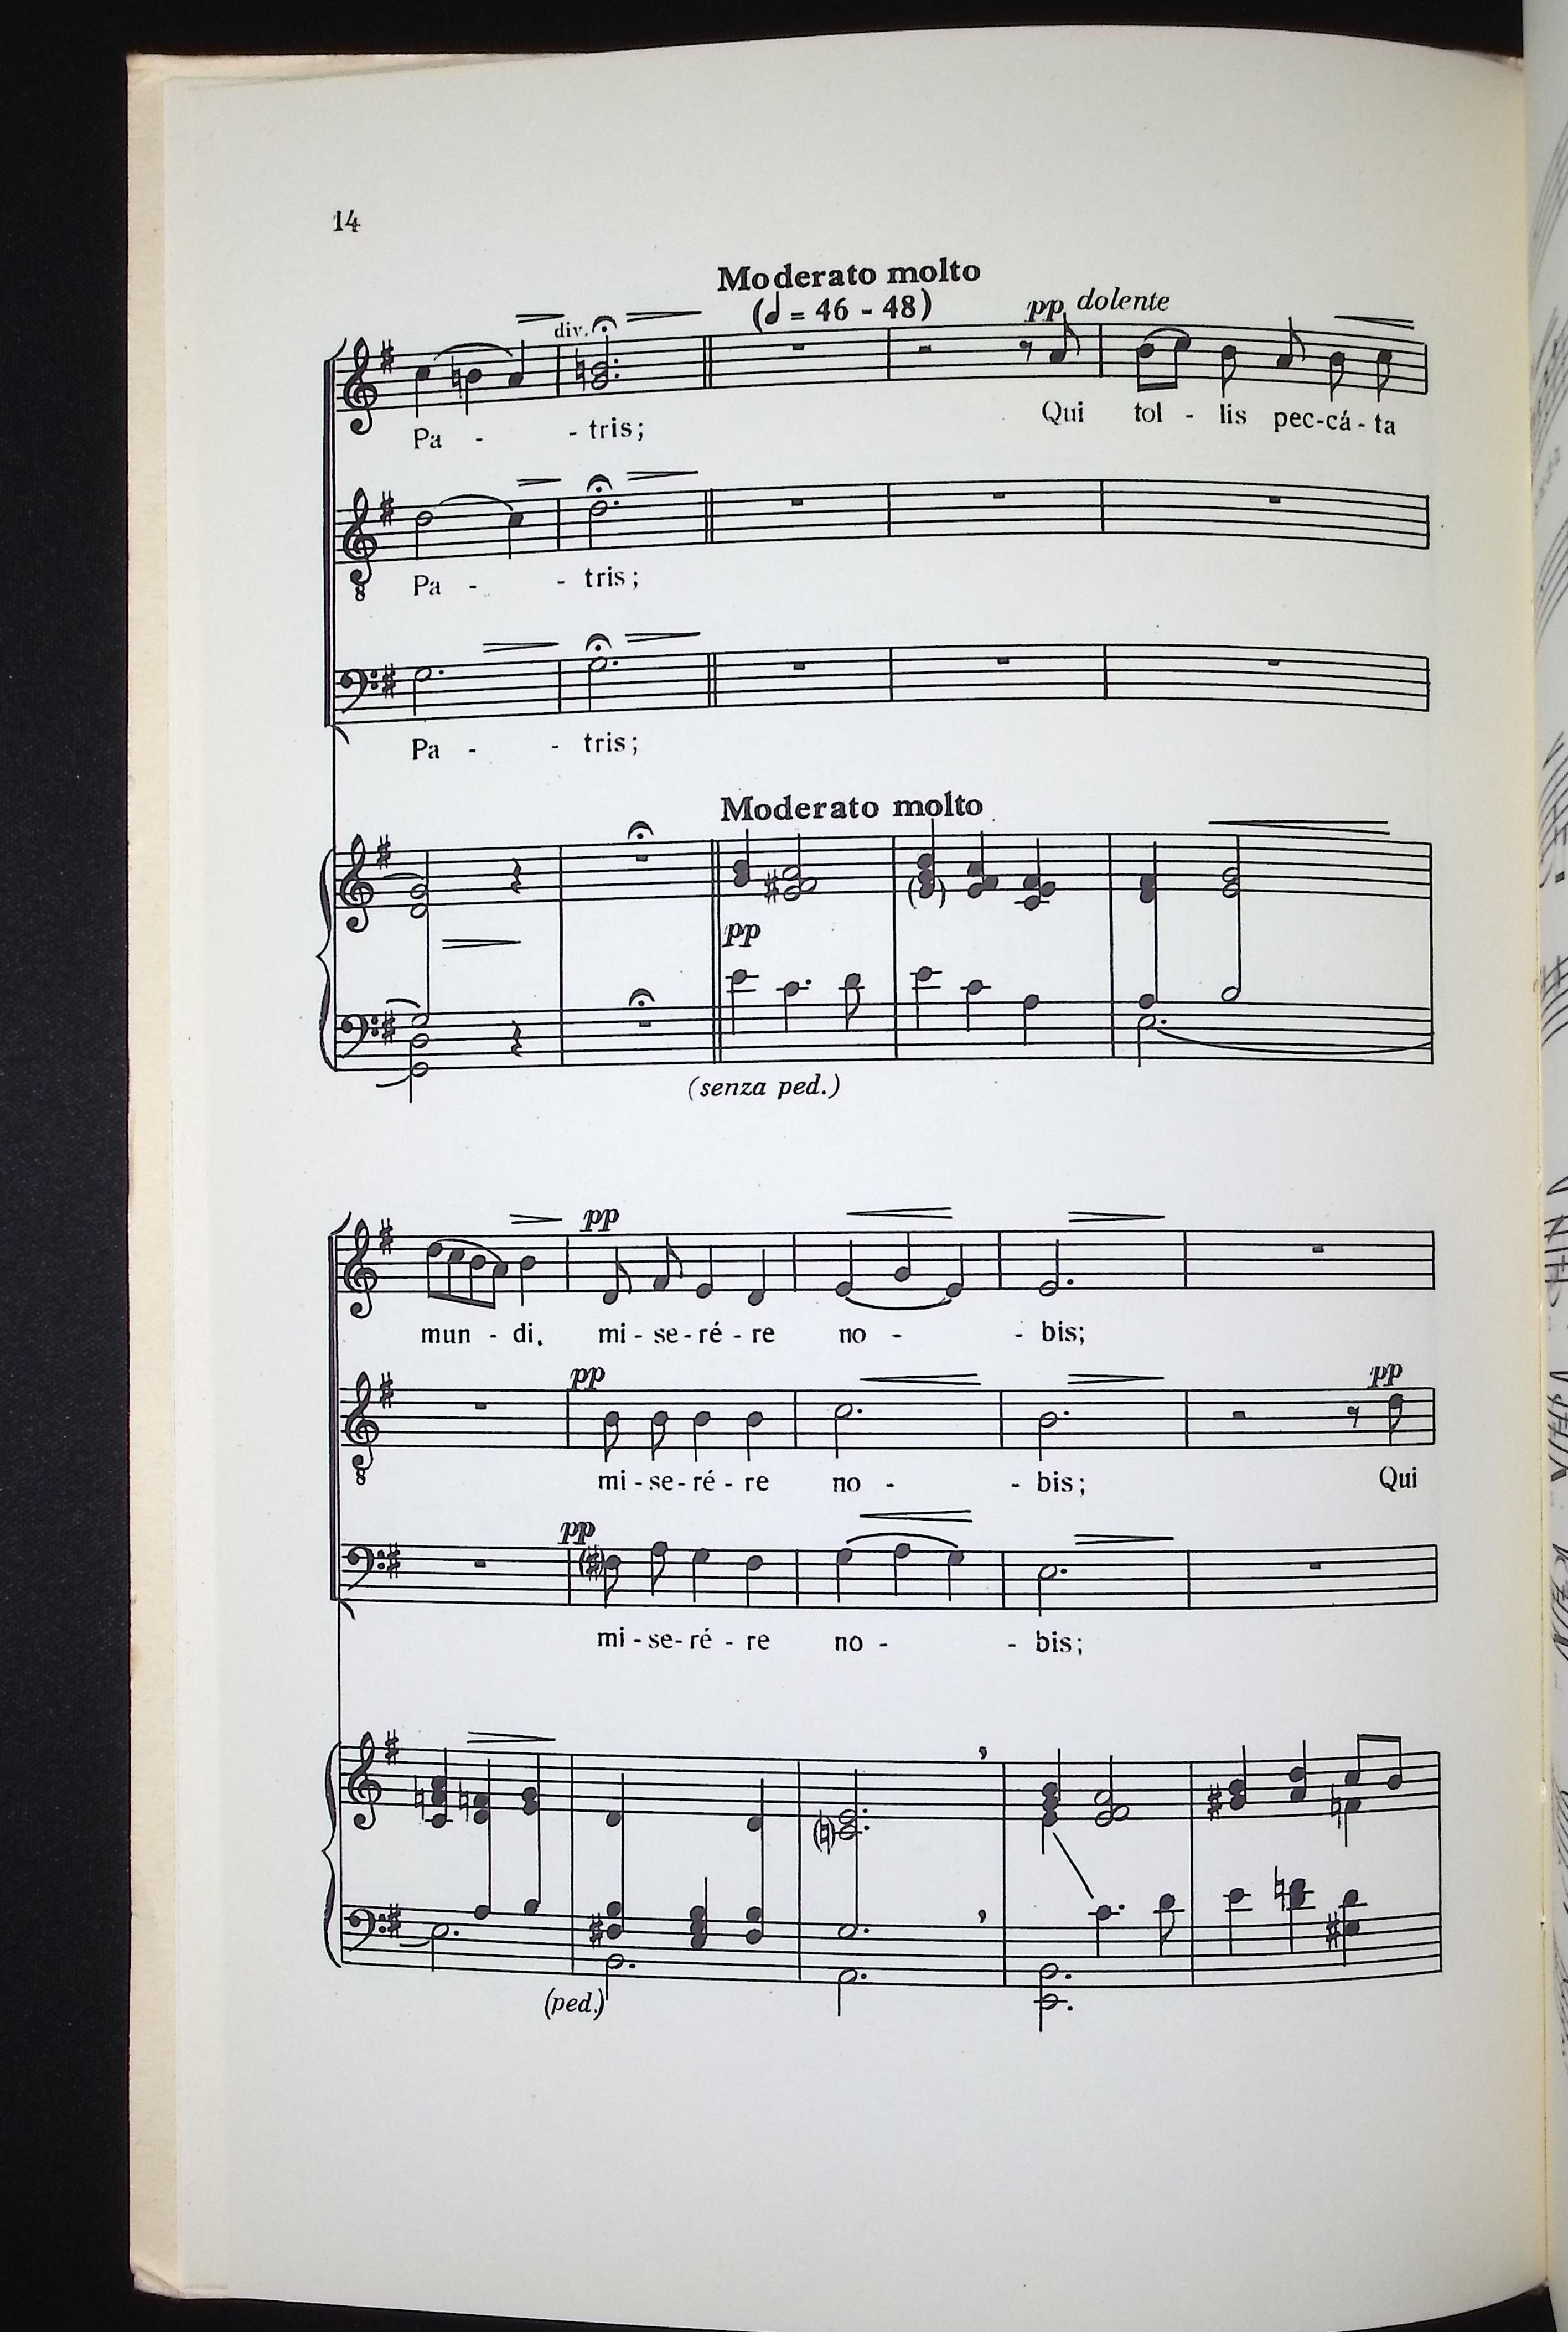 14
Moderato molto
(♩ = 46 - 48)
div.
pp dolente
Pa - - tris; Qui tol - lis pec-cá-ta
Pa - - tris;
8
Pa - - tris;
Moderato molto
pp
(senza ped.)
pp
mun - di, mi-se-ré-re no - - bis;
pp pp
mi-se-ré-re no - - bis; Qui
8
pp
mi-se-ré-re no - - bis;
(ped.)